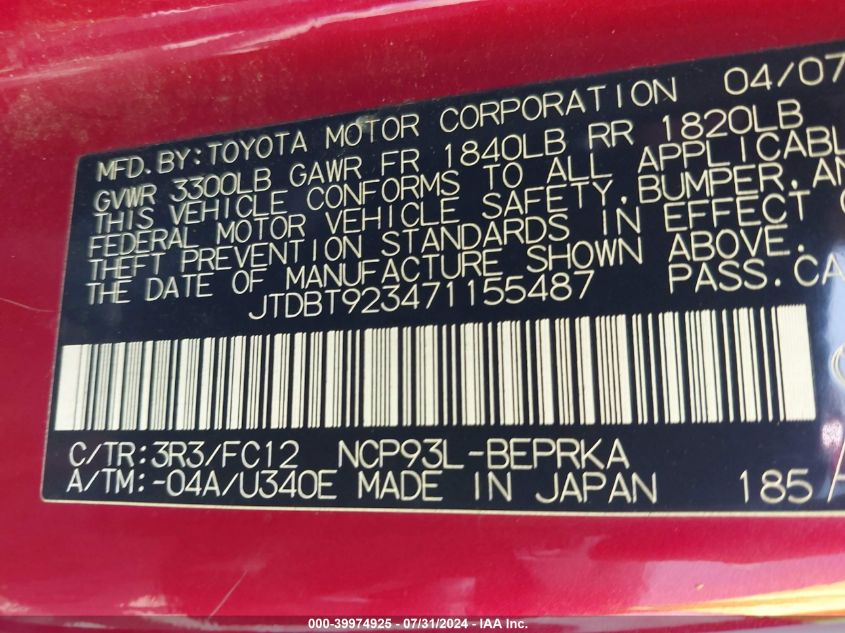 MFD.BY:TOYOTA MOTOR CORPORATION 04/07
GVWR 3300LB GAWR FR 1840LB RR 1820LB
THIS VEHICLE CONFORMS TO ALL APPLICABL
FEDERAL MOTOR VEHICLE SAFETY,BUMPER,AN
THEFT PREVENTION STANDARDS IN EFFECT
THE DATE OF MANUFACTURE SHOWN ABOVE.
JTDBT923471155487 PASS.CA
C/TR:3R3/FC12 NCP93L-BEPRKA
A/TM:-04A/U340E MADE IN JAPAN 185
000-39974925 - 07/31/2024 - IAA Inc.